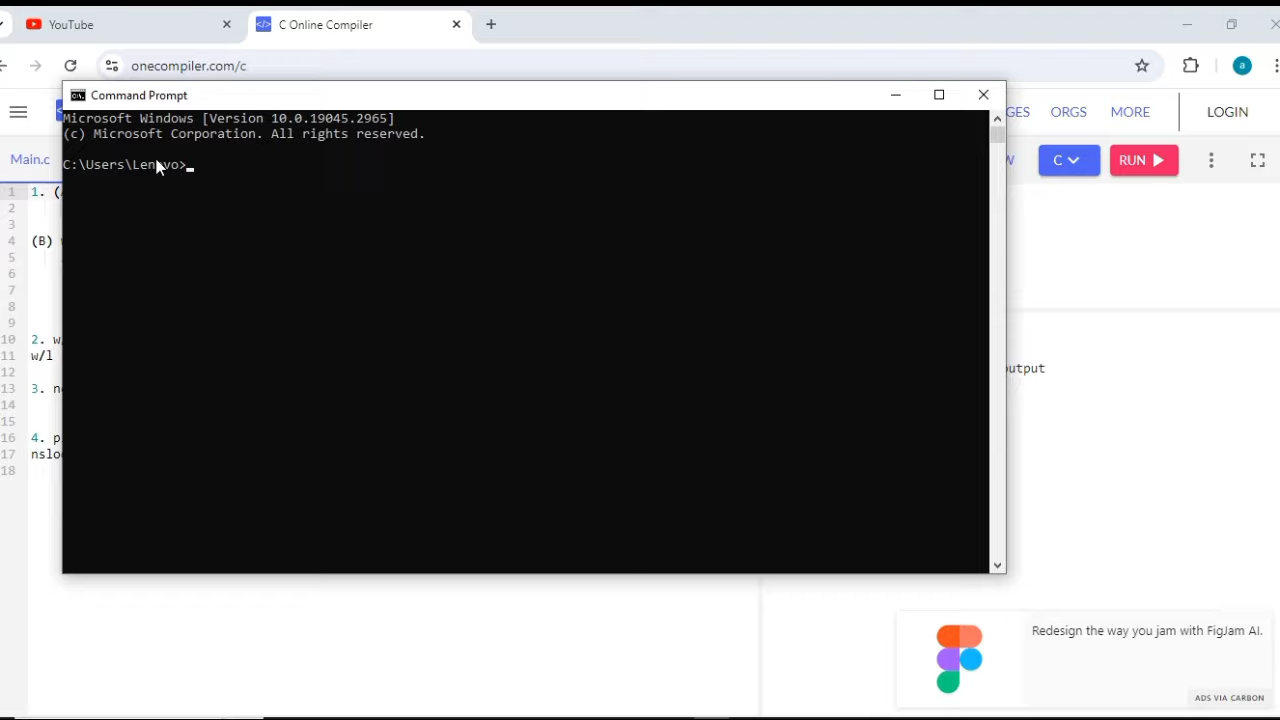 YouTube
C Online Compiler
onecompiler.com/c
a
Command Prompt
GES ORGS MORE LOGIN
Microsoft Windows [Version 10.0.19045.2965]
(c) Microsoft Corporation. All rights reserved.
Main.c
C:\Users\Lenovo>
C
RUN
1 1. (
2
3
4 (B)
5
6
7
8
9
10 2. w
11 w/l
12
13 3. n
14
15
16 4. p
17 nslo
18
output
Redesign the way you jam with FigJam AI.
ADS VIA CARBON